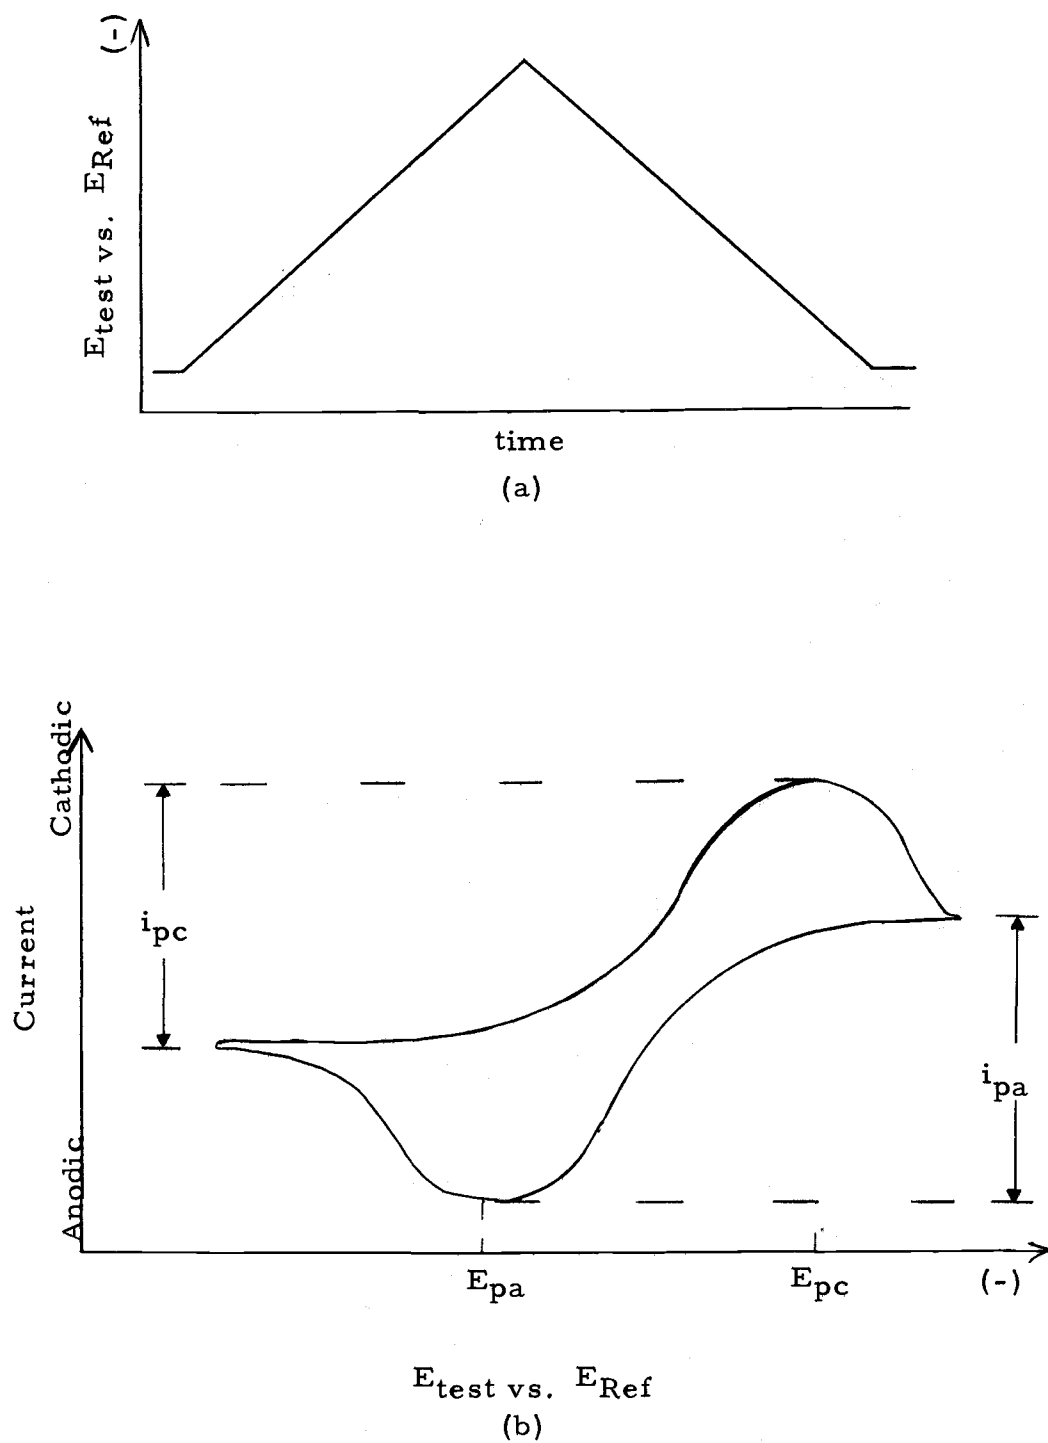 (-)
Etest vs. ERef
time
(a)
Cathodic
Current
Anodic
ipc
ipa
Epa
Epc
(-)
Etest vs. ERef
(b)